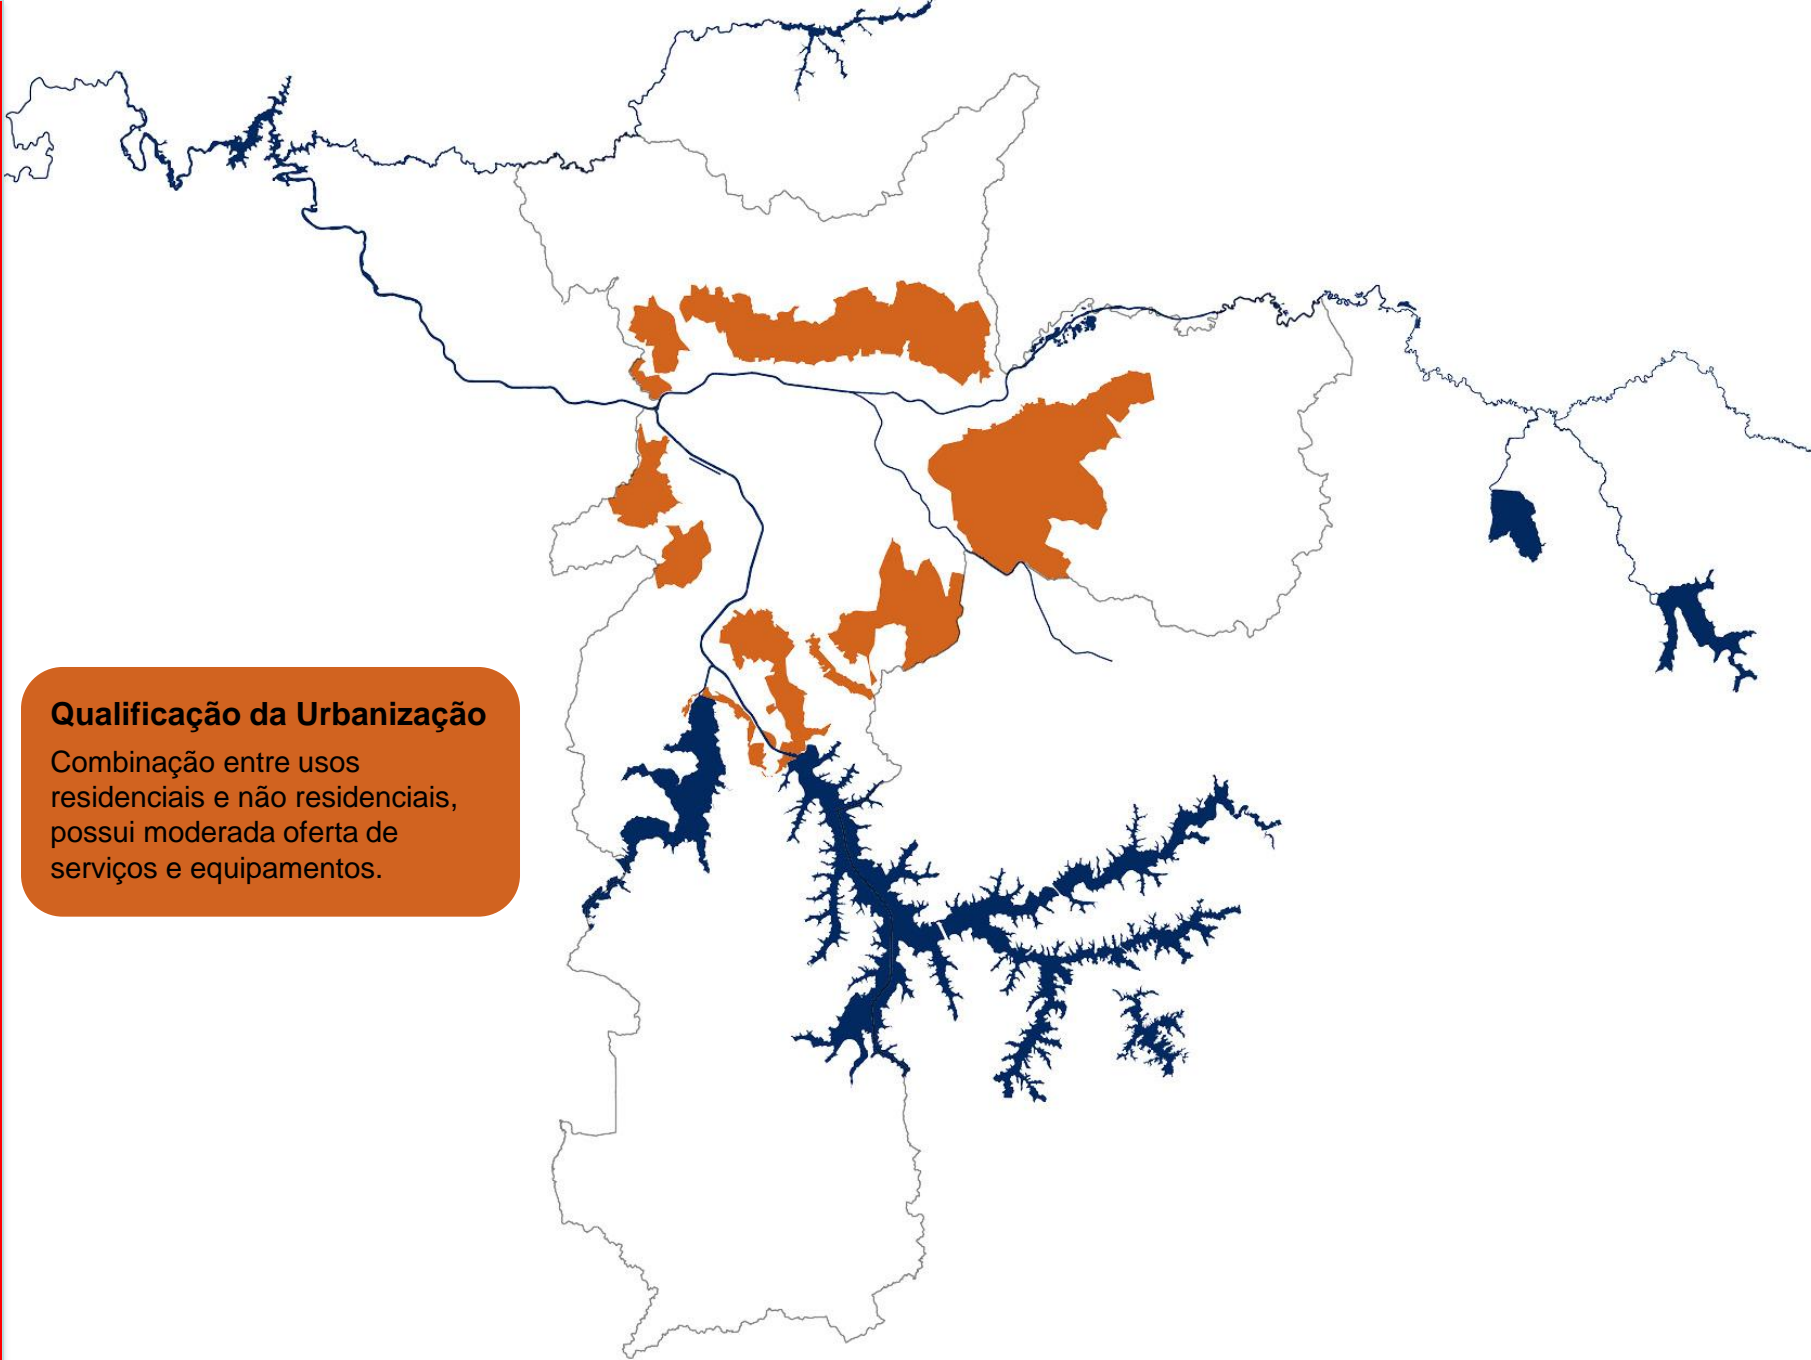 Qualificação da Urbanização
Combinação entre usos
residenciais e não residenciais,
possui moderada oferta de
serviços e equipamentos.